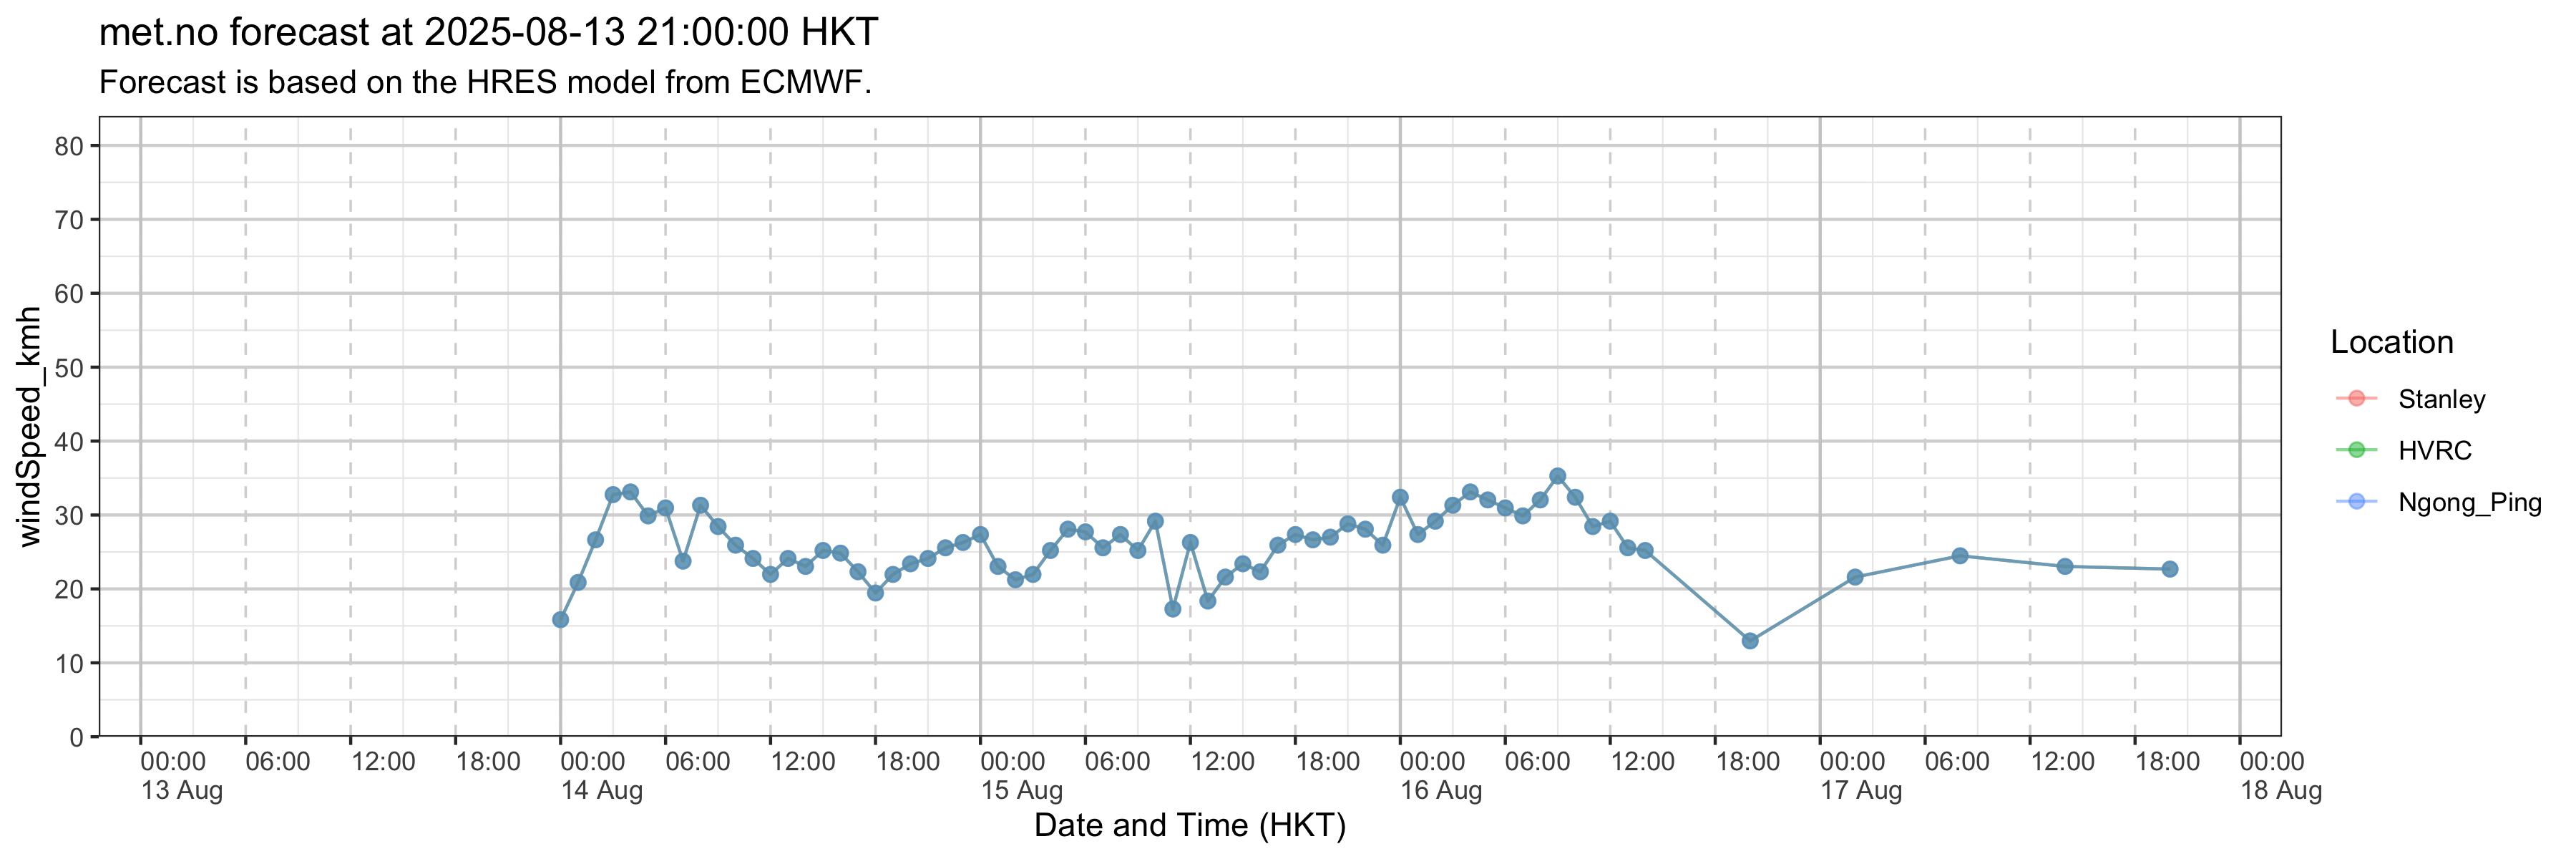 met.no forecast at 2025-08-13 21:00:00 HKT
Forecast is based on the HRES model from ECMWF.
80
70
60
50
40
30
20
10
0
windSpeed_kmh
00:00 06:00 12:00 18:00 00:00 06:00 12:00 18:00 00:00 06:00 12:00 18:00 00:00 06:00 12:00 18:00 00:00 06:00 12:00 18:00 00:00
13 Aug 14 Aug 15 Aug 16 Aug 17 Aug 18 Aug
Date and Time (HKT)
Location
Stanley
HVRC
Ngong_Ping